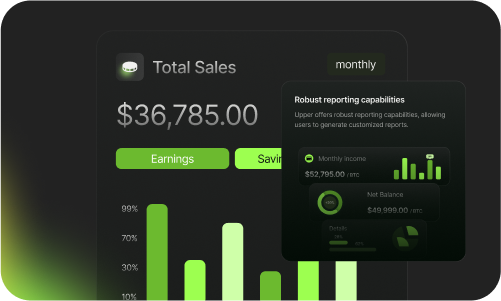 Total Sales
monthly
$36,785.00
Earnings
Savin
99%
70%
30%
10%
Robust reporting capabilities
Upper offers robust reporting capabilities, allowing
users to generate customized reports.
Monthly Income
$52,795.00 / BTC
Net Balance
$49,999.00 / BTC
Details